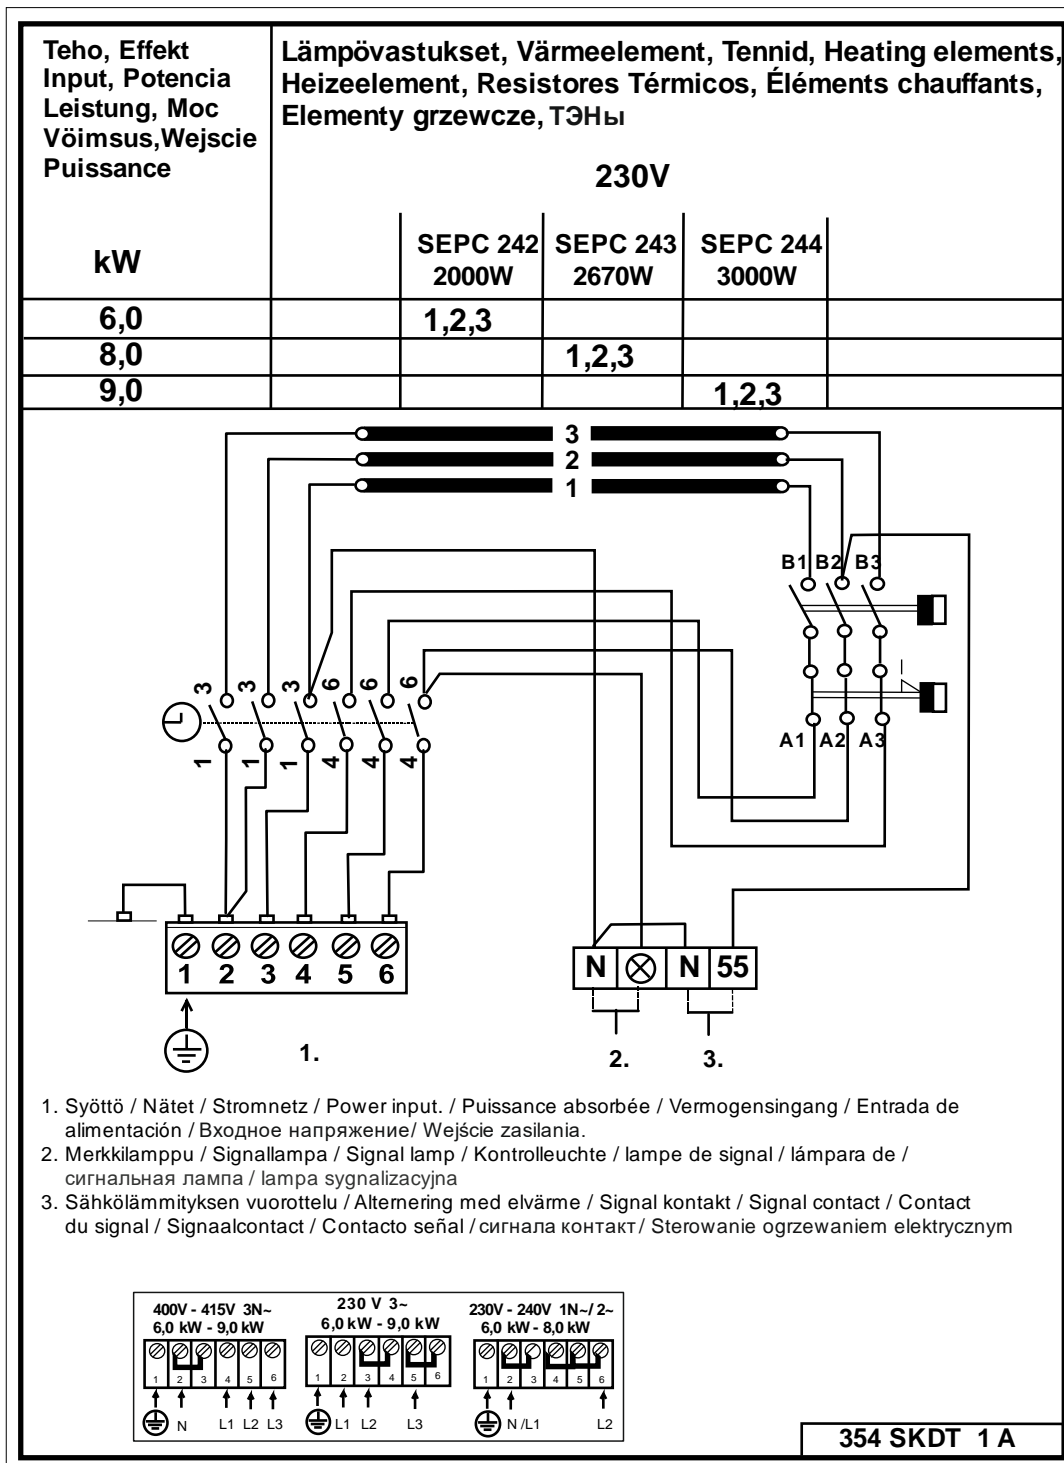 Teho, Effekt
Input, Potencia
Leistung, Moc
Vöimsus,Wejscie
Puissance
Lämpövastukset, Värmeelement, Tennid, Heating elements,
Heizeelement, Resistores Térmicos, Éléments chauffants,
Elementy grzewcze, ТЭНы
230V
kW
SEPC 242 SEPC 243 SEPC 244
2000W 2670W 3000W
6,0 1,2,3
8,0 1,2,3
9,0 1,2,3
3
2
1
B1 B2 B3
3 3 3 6 6 6
1 1 1 4 4 4
A1 A2 A3
1 2 3 4 5 6
N N 55
1. 2. 3.
1. Syöttö / Nätet / Stromnetz / Power input. / Puissance absorbée / Vermogensingang / Entrada de
alimentación / Входное напряжение/ Wejście zasilania.
2. Merkkilamppu / Signallampa / Signal lamp / Kontrolleuchte / lampe de signal / lámpara de /
сигнальная лампа / lampa sygnalizacyjna
3. Sähkölämmityksen vuorottelu / Alternering med elvärme / Signal kontakt / Signal contact / Contact
du signal / Signaalcontact / Contacto señal / сигнала контакт / Sterowanie ogrzewaniem elektrycznym
400V - 415V 3N~
6,0 kW - 9,0 kW
1 2 3 4 5 6
N L1 L2 L3
230 V 3~
6,0 kW - 9,0 kW
1 2 3 4 5 6
L1 L2 L3
230V - 240V 1N~/ 2~
6,0 kW - 8,0 kW
1 2 3 4 5 6
N /L1 L2
354 SKDT 1 A